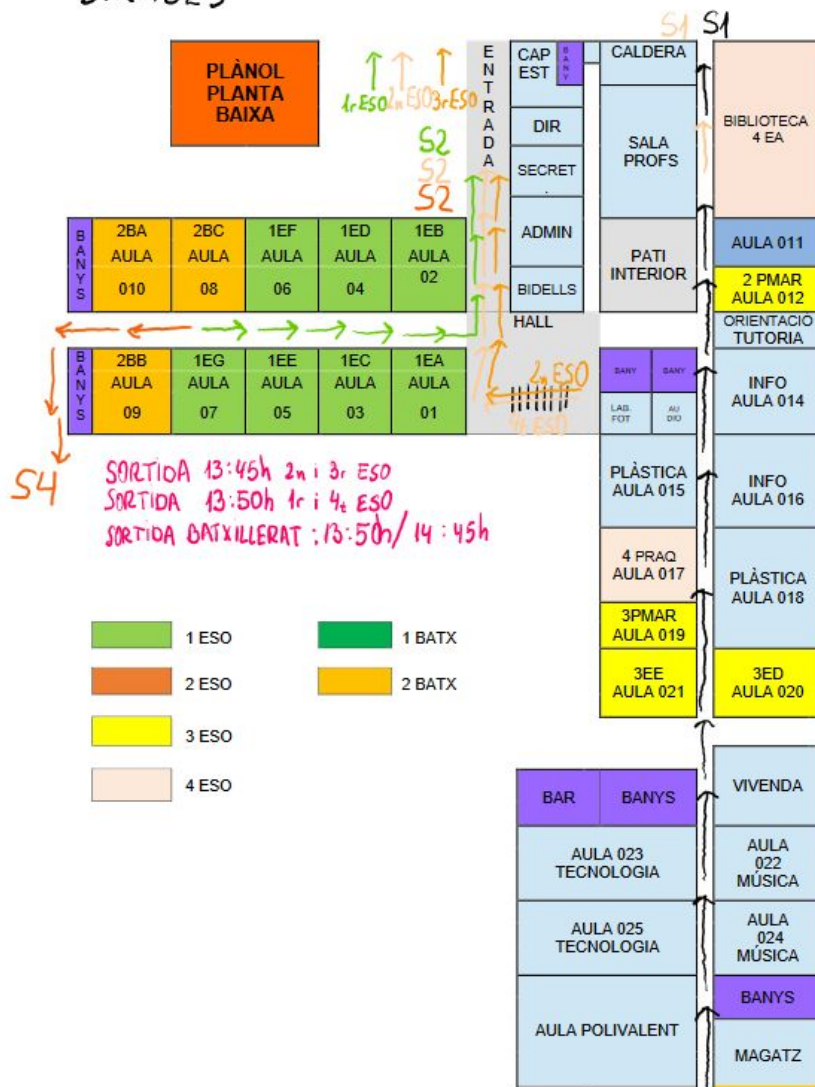 S1 S1
PLÀNOL
PLANTA
BAIXA
1r ESO 2n ESO 3r ESO
S2
S2
S2
ENTRADA
CAP
EST
BANY
CALDERA
DIR
SECRET
.
SALA
PROFS
BIBLIOTECA
4 EA
ADMIN
BIDELLS
PATI
INTERIOR
AULA 011
2 PMAR
AULA 012
BANYS
2BA
AULA
010
2BC
AULA
08
1EF
AULA
06
1ED
AULA
04
1EB
AULA
02
HALL
ORIENTACIÓ
TUTORIA
BANYS
2BB
AULA
09
1EG
AULA
07
1EE
AULA
05
1EC
AULA
03
1EA
AULA
01
2n ESO
4t ESO
BANY
BANY
LAB.
FOT
AU
DIO
INFO
AULA 014
S4
SORTIDA 13:45h 2n i 3r ESO
SORTIDA 13:50h 1r i 4t ESO
SORTIDA BATXILLERAT : 13:50h/ 14:45h
PLÀSTICA
AULA 015
INFO
AULA 016
4 PRAQ
AULA 017
PLÀSTICA
AULA 018
3PMAR
AULA 019
3EE
AULA 021
3ED
AULA 020
1 ESO
1 BATX
2 ESO
2 BATX
3 ESO
4 ESO
BAR
BANYS
VIVENDA
AULA 023
TECNOLOGIA
AULA
022
MÚSICA
AULA 025
TECNOLOGIA
AULA
024
MÚSICA
AULA POLIVALENT
BANYS
MAGATZ